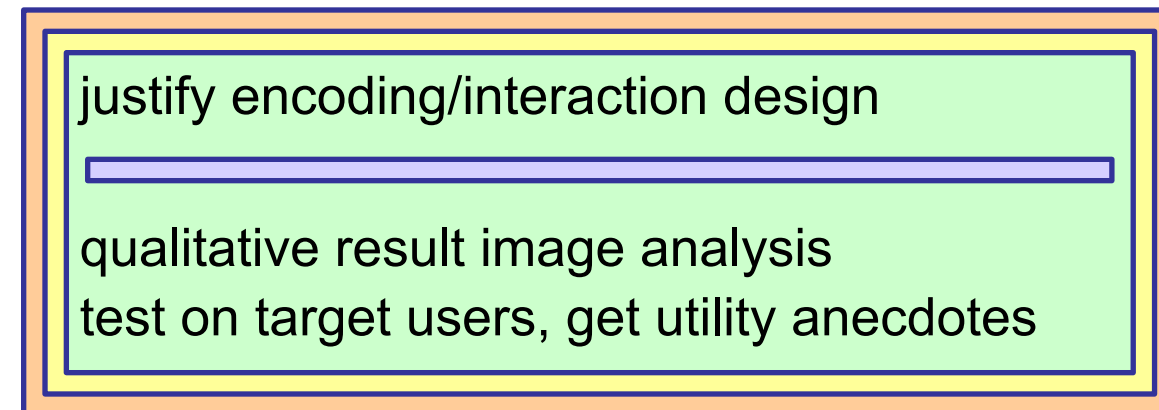 justify encoding/interaction design
qualitative result image analysis
test on target users, get utility anecdotes